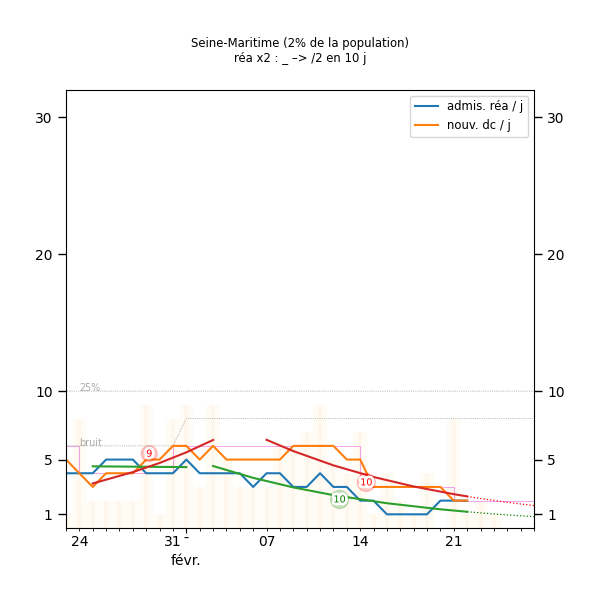 Seine-Maritime (2% de la population)
réa x2 : _ –> /2 en 10 j
admis. réa / j
nouv. dc / j
30 30
20 20
25%
10 10
bruit
9
5 5
10
10
1 1
24 31 - 07 14 21
févr.